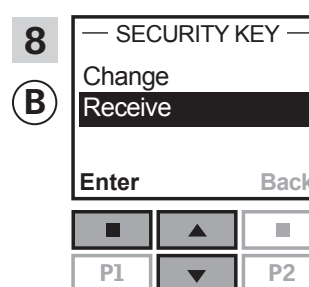 8
B
— SECURITY KEY —
Change
Receive
Enter Back
P1 P2